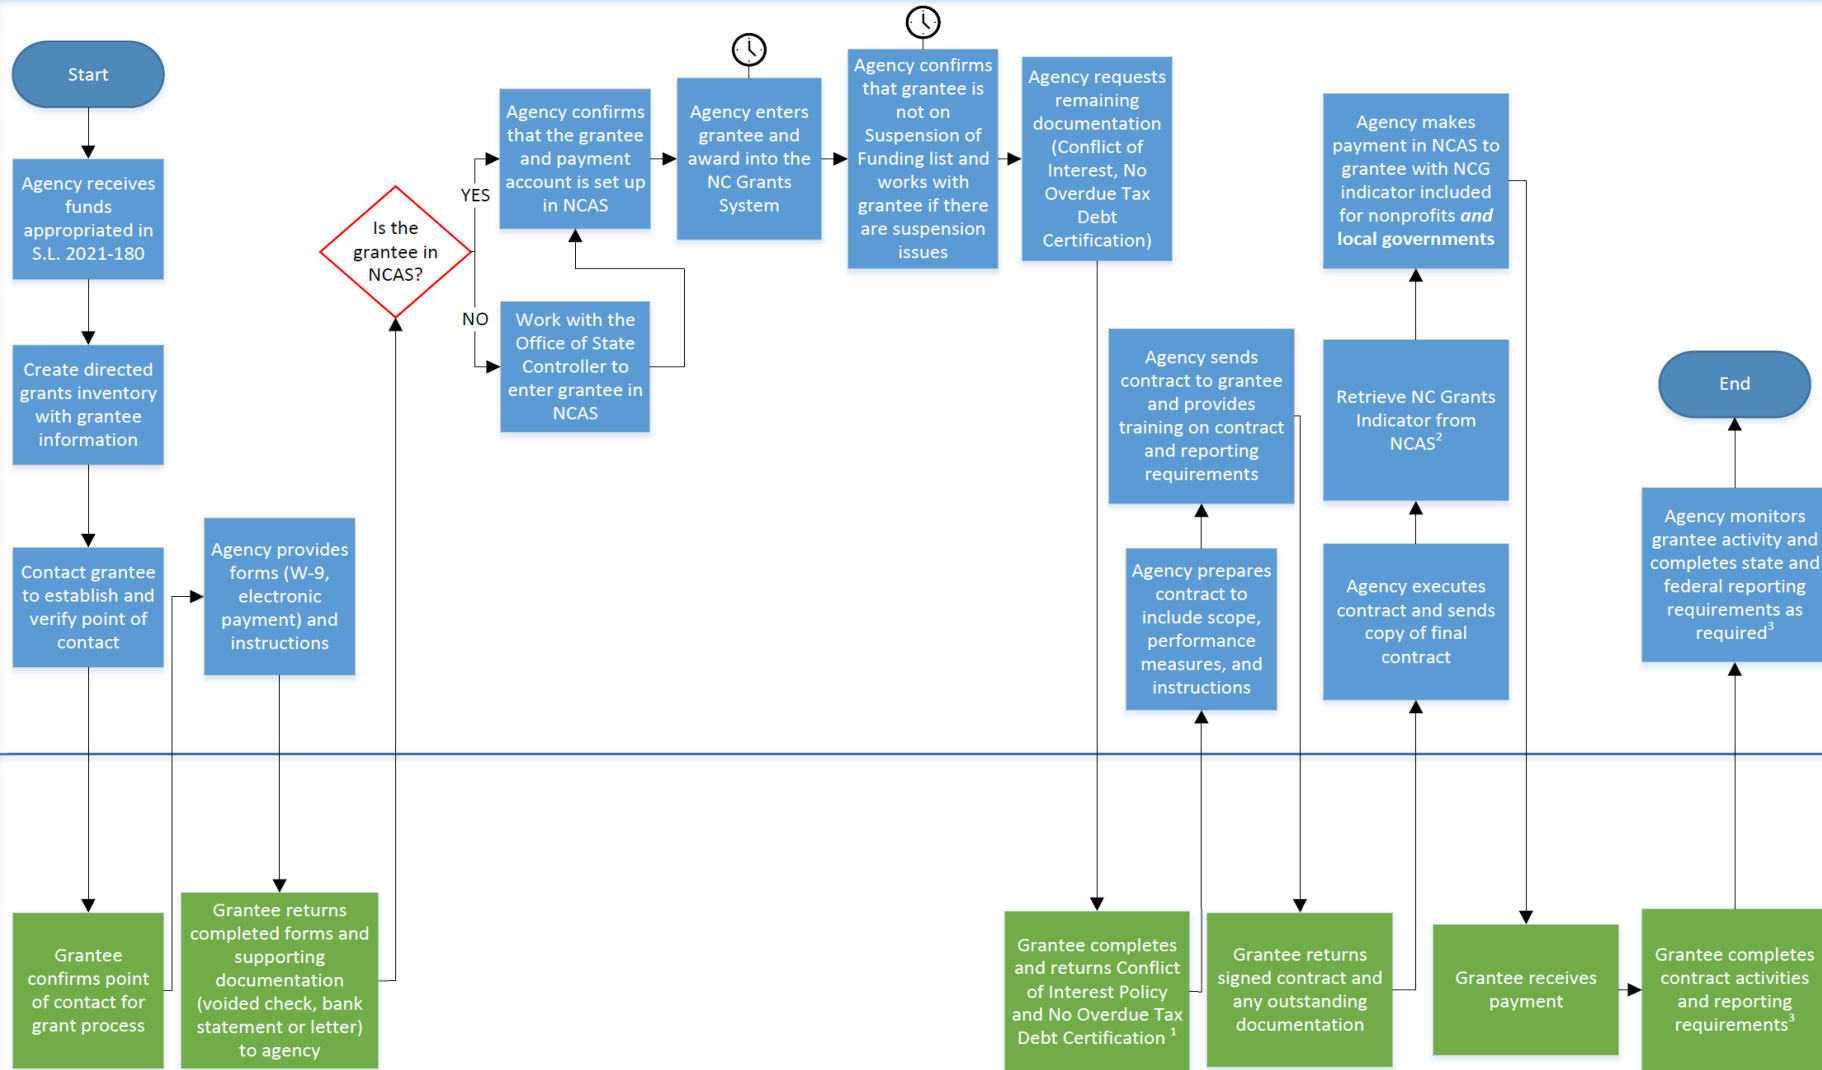 Start
Agency receives
funds
appropriated in
S.L. 2021-180
Create directed
grants inventory
with grantee
information
Contact grantee
to establish and
verify point of
contact
Grantee
confirms point
of contact for
grant process
Agency provides
forms (W-9,
electronic
payment) and
instructions
Grantee returns
completed forms and
supporting
documentation
(voided check, bank
statement or letter)
to agency
Is the
grantee in
NCAS?
YES
NO
Agency confirms
that the grantee
and payment
account is set up
in NCAS
Work with the
Office of State
Controller to
enter grantee in
NCAS
Agency enters
grantee and
award into the
NC Grants
System
Agency confirms
that grantee is
not on
Suspension of
Funding list and
works with
grantee if there
are suspension
issues
Agency requests
remaining
documentation
(Conflict of
Interest, No
Overdue Tax
Debt
Certification)
Grantee completes
and returns Conflict
of Interest Policy
and No Overdue Tax
Debt Certification ¹
Agency prepares
contract to
include scope,
performance
measures, and
instructions
Agency sends
contract to grantee
and provides
training on contract
and reporting
requirements
Grantee returns
signed contract and
any outstanding
documentation
Agency executes
contract and sends
copy of final
contract
Retrieve NC Grants
Indicator from
NCAS²
Agency makes
payment in NCAS to
grantee with NCG
indicator included
for nonprofits and
local governments
Grantee receives
payment
Grantee completes
contract activities
and reporting
requirements³
Agency monitors
grantee activity and
completes state and
federal reporting
requirements as
required³
End